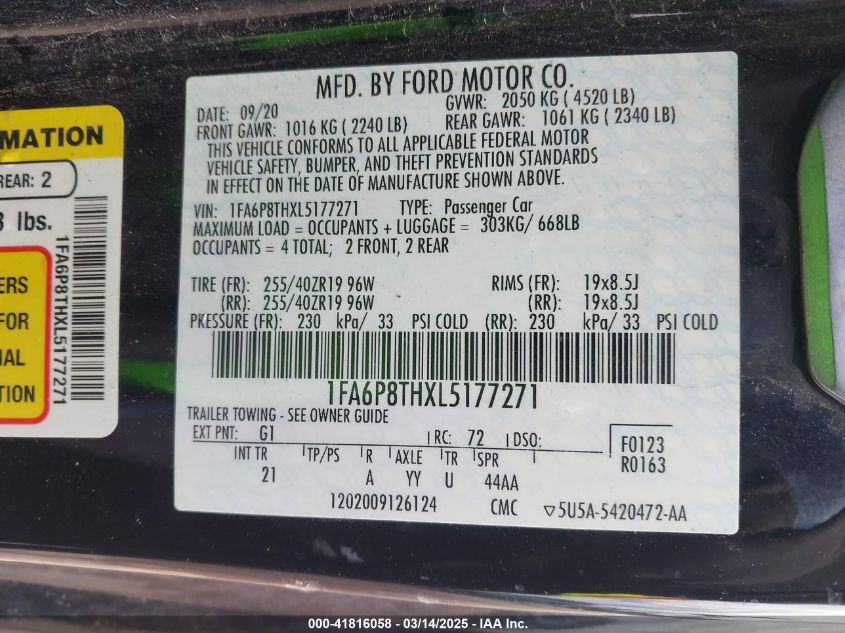 MATION
REAR: 2
lbs.
ERS
FOR
IAL
TION
1FA6P8THXL5177271
MFD. BY FORD MOTOR CO.
DATE: 09/20 GVWR: 2050 KG ( 4520 LB)
FRONT GAWR: 1016 KG ( 2240 LB) REAR GAWR: 1061 KG ( 2340 LB)
THIS VEHICLE CONFORMS TO ALL APPLICABLE FEDERAL MOTOR
VEHICLE SAFETY, BUMPER, AND THEFT PREVENTION STANDARDS
IN EFFECT ON THE DATE OF MANUFACTURE SHOWN ABOVE.
VIN: 1FA6P8THXL5177271 TYPE: Passenger Car
MAXIMUM LOAD = OCCUPANTS + LUGGAGE = 303KG/ 668LB
OCCUPANTS = 4 TOTAL; 2 FRONT, 2 REAR
TIRE (FR): 255/40ZR19 96W RIMS (FR): 19x8.5J
(RR): 255/40ZR19 96W (RR): 19x8.5J
PRESSURE (FR): 230 kPa/ 33 PSI COLD (RR): 230 kPa/ 33 PSI COLD
1FA6P8THXL5177271
TRAILER TOWING - SEE OWNER GUIDE
EXT PNT: G1 RC: 72 DSO: F0123
INT TR TP/PS R AXLE TR SPR R0163
21 A YY U 44AA
1202009126124 CMC ▽5U5A-5420472-AA
000-41816058 - 03/14/2025 - IAA Inc.